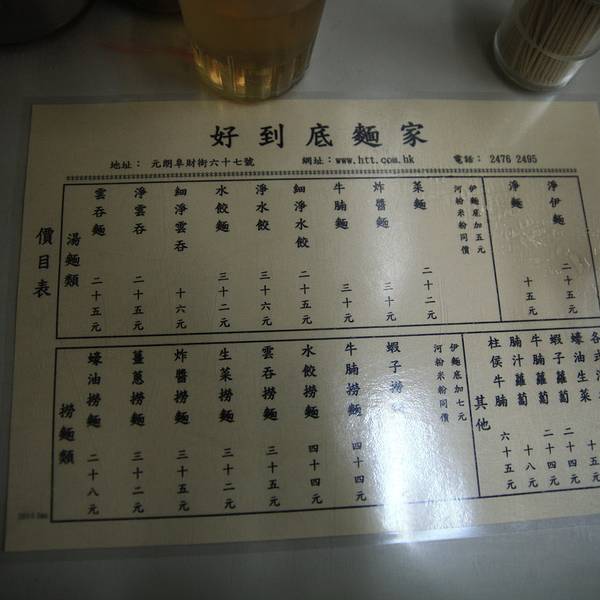 好到底麵家
地址： 元朗阜財街六十七號
網址：www.htt.com.hk
電話： 2476 2495
價目表
湯麵類
雲吞麵 二十五元
淨雲吞 二十五元
細淨雲吞 十六元
水餃麵 三十二元
淨水餃 三十六元
細淨水餃 二十五元
牛腩麵 三十元
炸醬麵 三十元
菜麵 二十二元
伊麵底加五元
河粉米粉同價
淨麵 十五元
淨伊麵 二十五元
撈麵類
蠔油撈麵 二十八元
薑蔥撈麵 三十二元
炸醬撈麵 三十五元
生菜撈麵 三十二元
雲吞撈麵 三十五元
水餃撈麵 四十四元
牛腩撈麵 四十四元
蝦子撈
伊麵底加七元
河粉米粉同價
其他
柱侯牛腩 六十五元
腩汁蘿蔔 十八元
牛腩蘿蔔 二十四元
蝦子蘿蔔 二十四元
蠔油生菜
各式